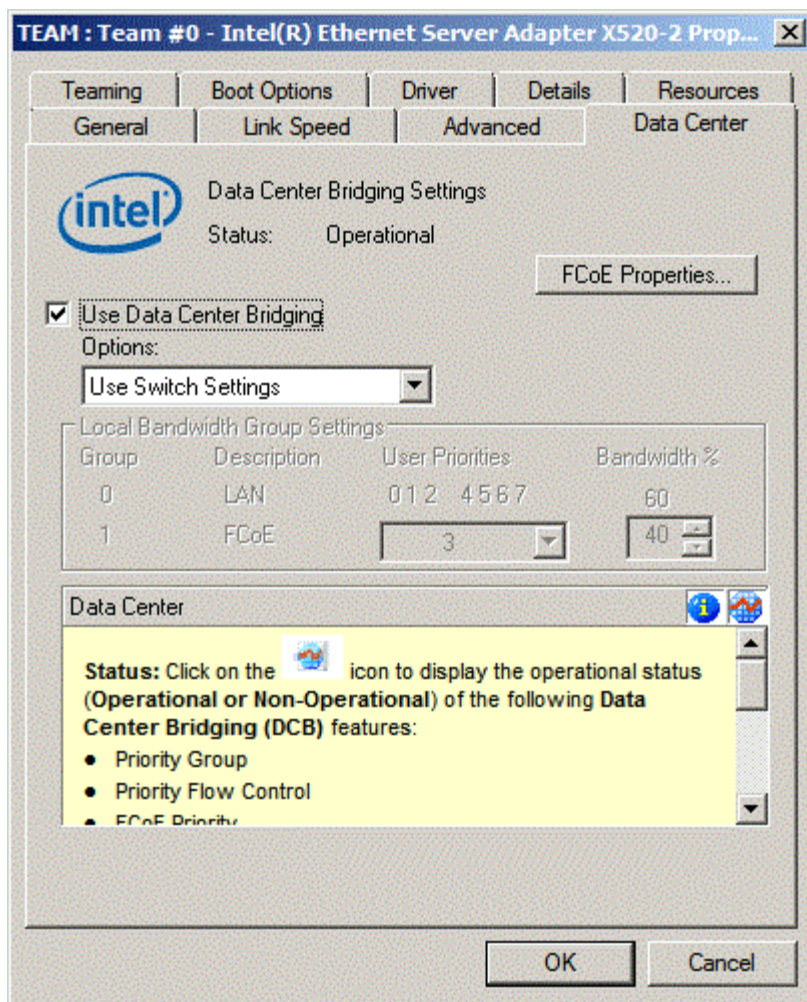 TEAM : Team #0 - Intel(R) Ethernet Server Adapter X520-2 Prop...
Teaming Boot Options Driver Details Resources
General Link Speed Advanced Data Center
intel
Data Center Bridging Settings
Status: Operational
FCoE Properties...
Use Data Center Bridging
Options:
Use Switch Settings
Local Bandwidth Group Settings
Group Description User Priorities Bandwidth %
0 LAN 0 1 2 4 5 6 7 60
1 FCoE 3 40
Data Center
Status: Click on the icon to display the operational status
(Operational or Non-Operational) of the following Data
Center Bridging (DCB) features:
● Priority Group
● Priority Flow Control
● FCoE Priority
OK Cancel